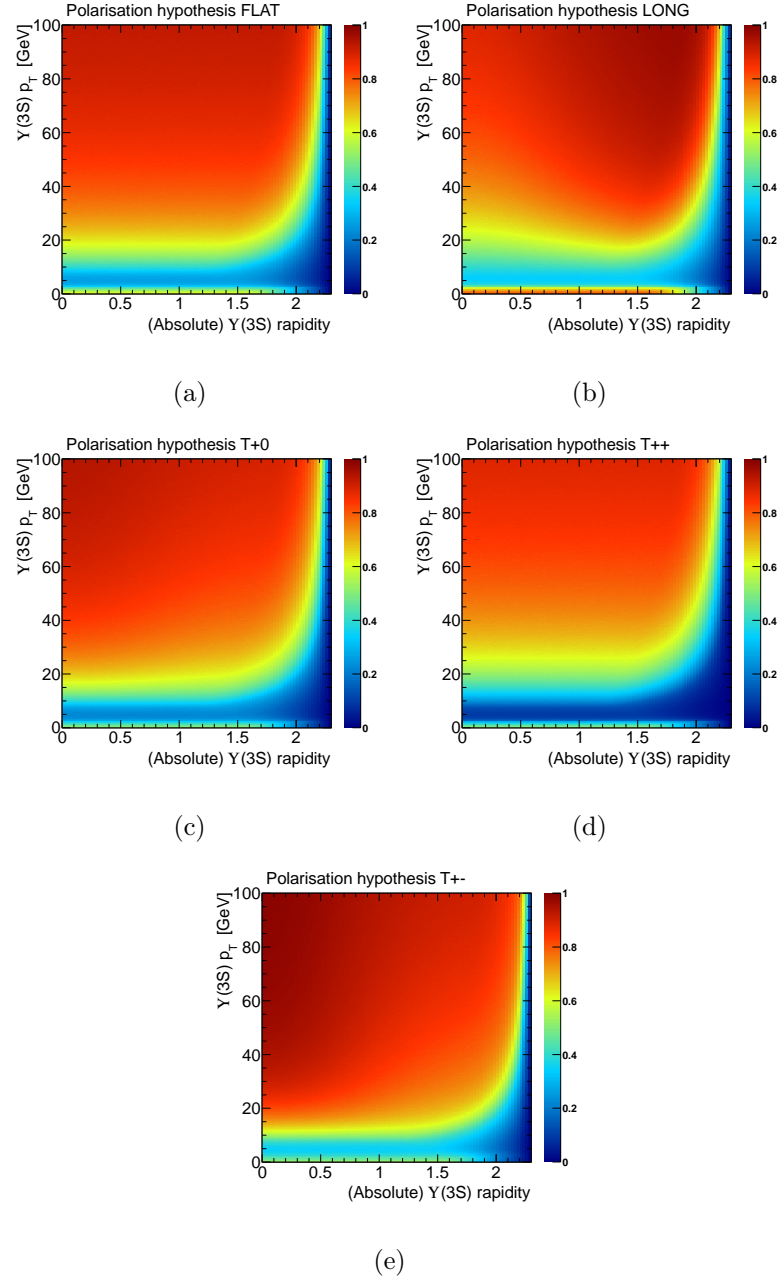 Polarisation hypothesis FLAT
ϒ(3S) p_T [GeV]
100
80
60
40
20
0
0 0.5 1 1.5 2
(Absolute) ϒ(3S) rapidity
1
0.8
0.6
0.4
0.2
0
(a)
Polarisation hypothesis LONG
ϒ(3S) p_T [GeV]
100
80
60
40
20
0
0 0.5 1 1.5 2
(Absolute) ϒ(3S) rapidity
1
0.8
0.6
0.4
0.2
0
(b)
Polarisation hypothesis T+0
ϒ(3S) p_T [GeV]
100
80
60
40
20
0
0 0.5 1 1.5 2
(Absolute) ϒ(3S) rapidity
1
0.8
0.6
0.4
0.2
0
(c)
Polarisation hypothesis T++
ϒ(3S) p_T [GeV]
100
80
60
40
20
0
0 0.5 1 1.5 2
(Absolute) ϒ(3S) rapidity
1
0.8
0.6
0.4
0.2
0
(d)
Polarisation hypothesis T+-
ϒ(3S) p_T [GeV]
100
80
60
40
20
0
0 0.5 1 1.5 2
(Absolute) ϒ(3S) rapidity
1
0.8
0.6
0.4
0.2
0
(e)